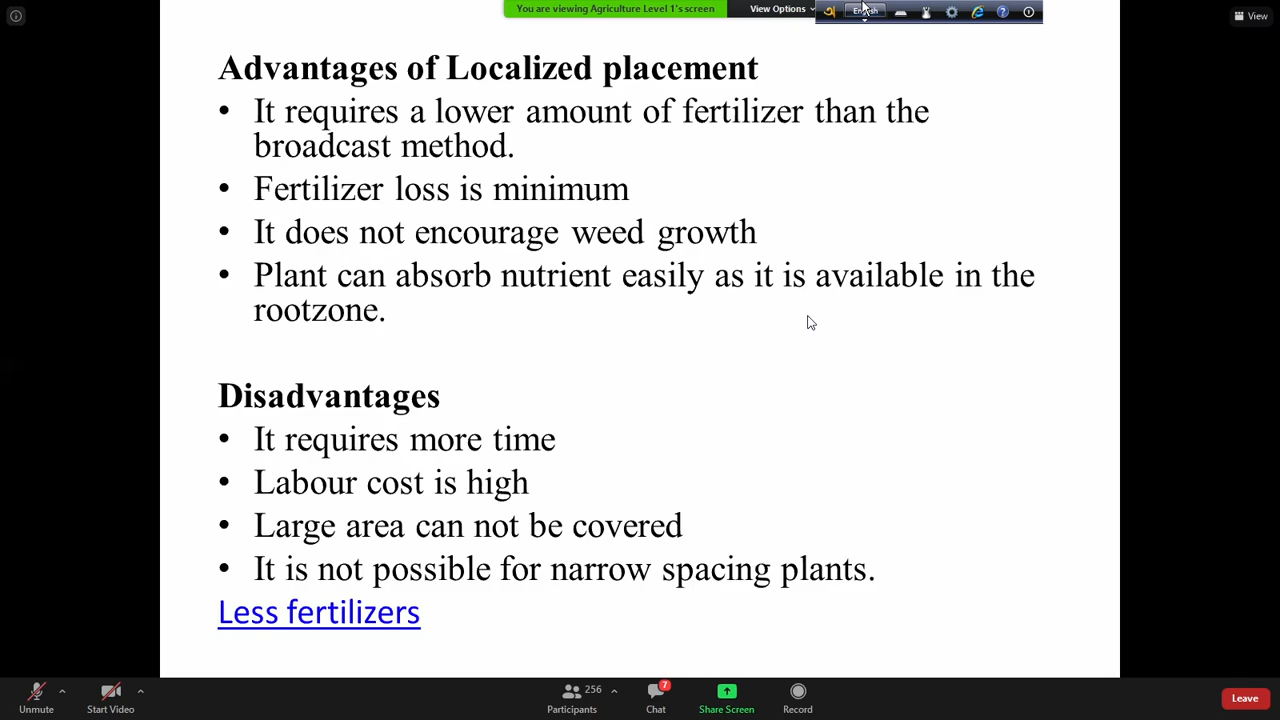 You are viewing Agriculture Level 1's screen
View Options
English
View
Advantages of Localized placement
• It requires a lower amount of fertilizer than the
broadcast method.
• Fertilizer loss is minimum
• It does not encourage weed growth
• Plant can absorb nutrient easily as it is available in the
rootzone.
Disadvantages
• It requires more time
• Labour cost is high
• Large area can not be covered
• It is not possible for narrow spacing plants.
Less fertilizers
Unmute
Start Video
256
Participants
7
Chat
Share Screen
Record
Leave